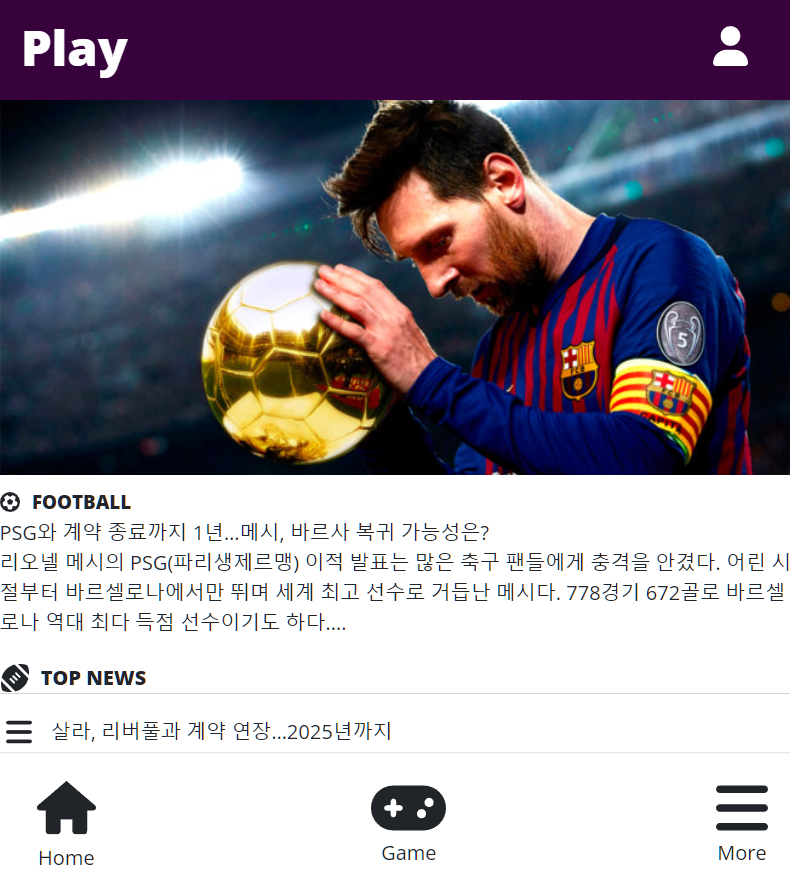 Play
5
FCB
FOOTBALL
PSG와 계약 종료까지 1년...메시, 바르사 복귀 가능성은?
리오넬 메시의 PSG(파리생제르맹) 이적 발표는 많은 축구 팬들에게 충격을 안겼다. 어린 시
절부터 바르셀로나에서만 뛰며 세계 최고 선수로 거듭난 메시다. 778경기 672골로 바르셀
로나 역대 최다 득점 선수이기도 하다....
TOP NEWS
살라, 리버풀과 계약 연장...2025년까지
Home
Game
More